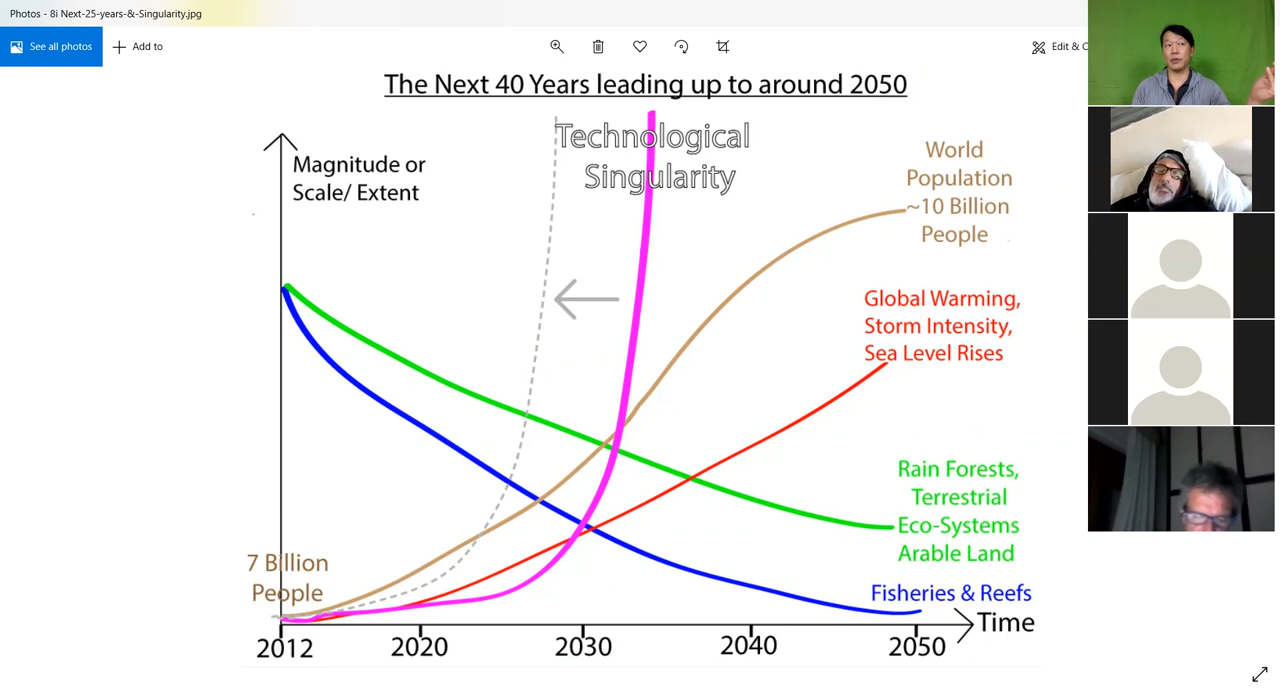 Photos - 8i Next-25-years-&-Singularity.jpg
See all photos
Add to
Edit & C
The Next 40 Years leading up to around 2050
Magnitude or
Scale/ Extent
Technological
Singularity
World
Population
~10 Billion
People
Global Warming,
Storm Intensity,
Sea Level Rises
Rain Forests,
Terrestrial
Eco-Systems
Arable Land
7 Billion
People
Fisheries & Reefs
Time
2012
2020
2030
2040
2050